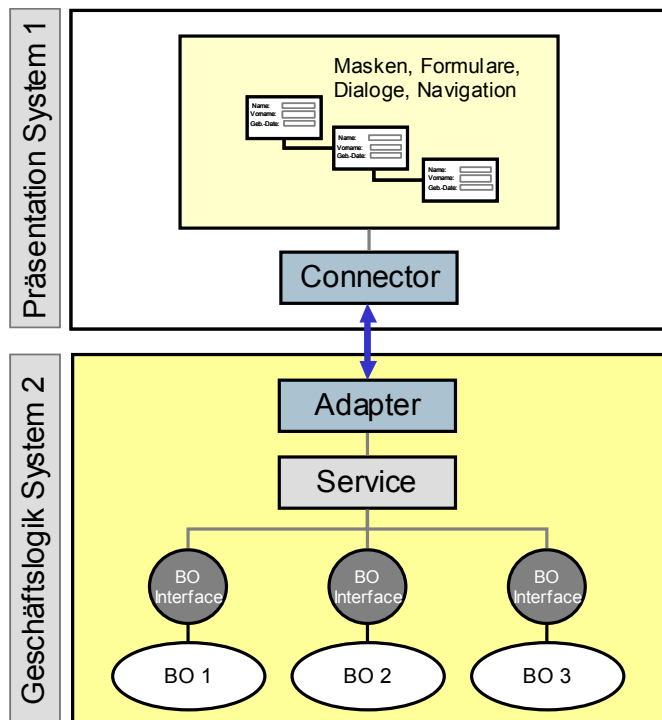 Präsentation System 1
Masken, Formulare,
Dialoge, Navigation
Name:
Vorname:
Geb.-Date:
Name:
Vorname:
Geb.-Date:
Name:
Vorname:
Geb.-Date:
Connector
Geschäftslogik System 2
Adapter
Service
BO
Interface
BO
Interface
BO
Interface
BO 1
BO 2
BO 3